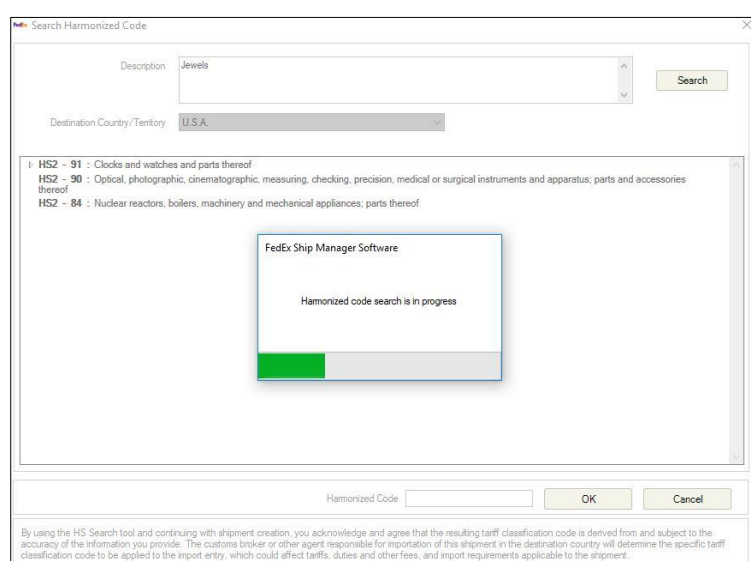 FedEx Search Harmonized Code
Description
Jewels
Search
Destination Country/Territory
U.S.A.
HS2 - 91 : Clocks and watches and parts thereof
HS2 - 90 : Optical, photographic, cinematographic, measuring, checking, precision, medical or surgical instruments and apparatus; parts and accessories
thereof
HS2 - 84 : Nuclear reactors, boilers, machinery and mechanical appliances; parts thereof
FedEx Ship Manager Software
Harmonized code search is in progress
Harmonized Code
OK
Cancel
By using the HS Search tool and continuing with shipment creation, you acknowledge and agree that the resulting tariff classification code is derived from and subject to the
accuracy of the information you provide. The customs broker or other agent responsible for importation of this shipment in the destination country will determine the specific tariff
classification code to be applied to the import entry, which could affect tariffs, duties and other fees, and import requirements applicable to the shipment.